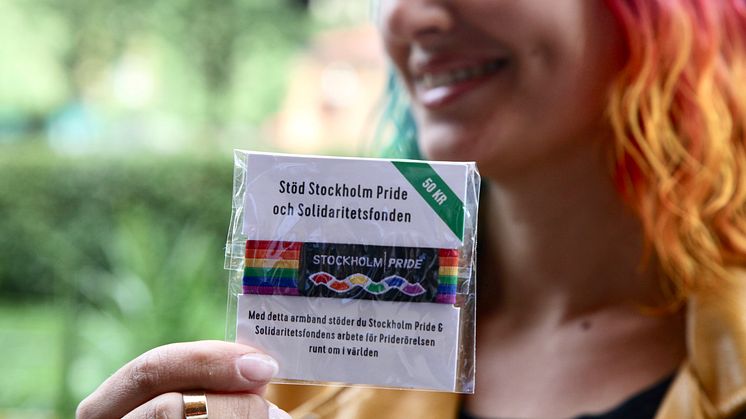 Stöd Stockholm Pride
och Solidaritetsfonden
50 KR
STOCKHOLM PRIDE
Med detta armband stöder du Stockholm Pride &
Solidaritetsfondens arbete för Priderörelsen
runt om i världen